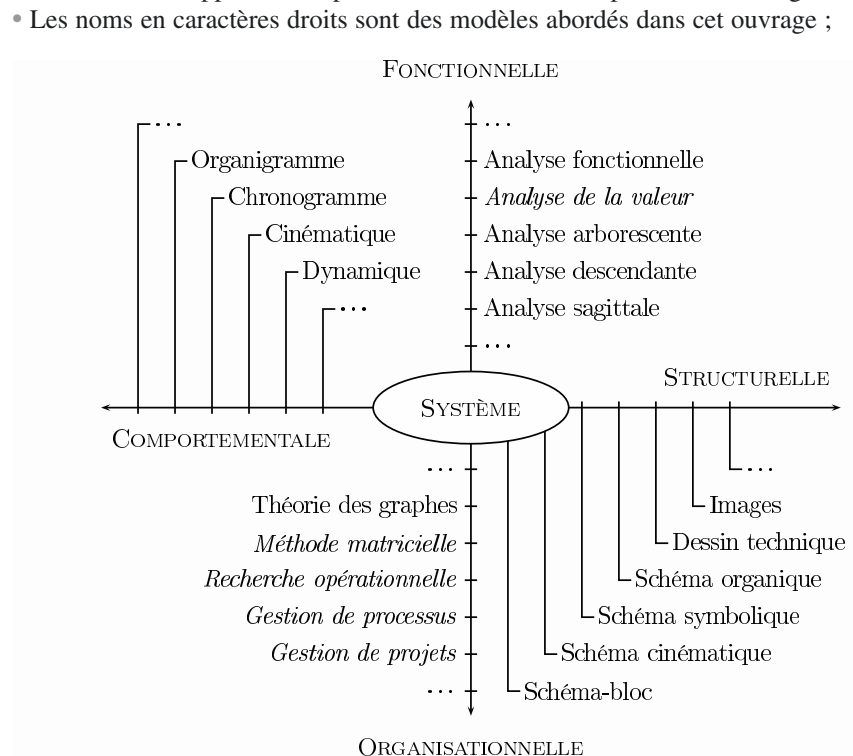 • Les noms en caractères droits sont des modèles abordés dans cet ouvrage ;
FONCTIONNELLE
...
Organigramme
Chronogramme
Cinématique
Dynamique
...
...
Analyse fonctionnelle
Analyse de la valeur
Analyse arborescente
Analyse descendante
Analyse sagittale
...
STRUCTURELLE
SYSTÈME
COMPORTEMENTALE
...
Théorie des graphes
Méthode matricielle
Recherche opérationnelle
Gestion de processus
Gestion de projets
...
...
Images
Dessin technique
Schéma organique
Schéma symbolique
Schéma cinématique
Schéma-bloc
ORGANISATIONNELLE